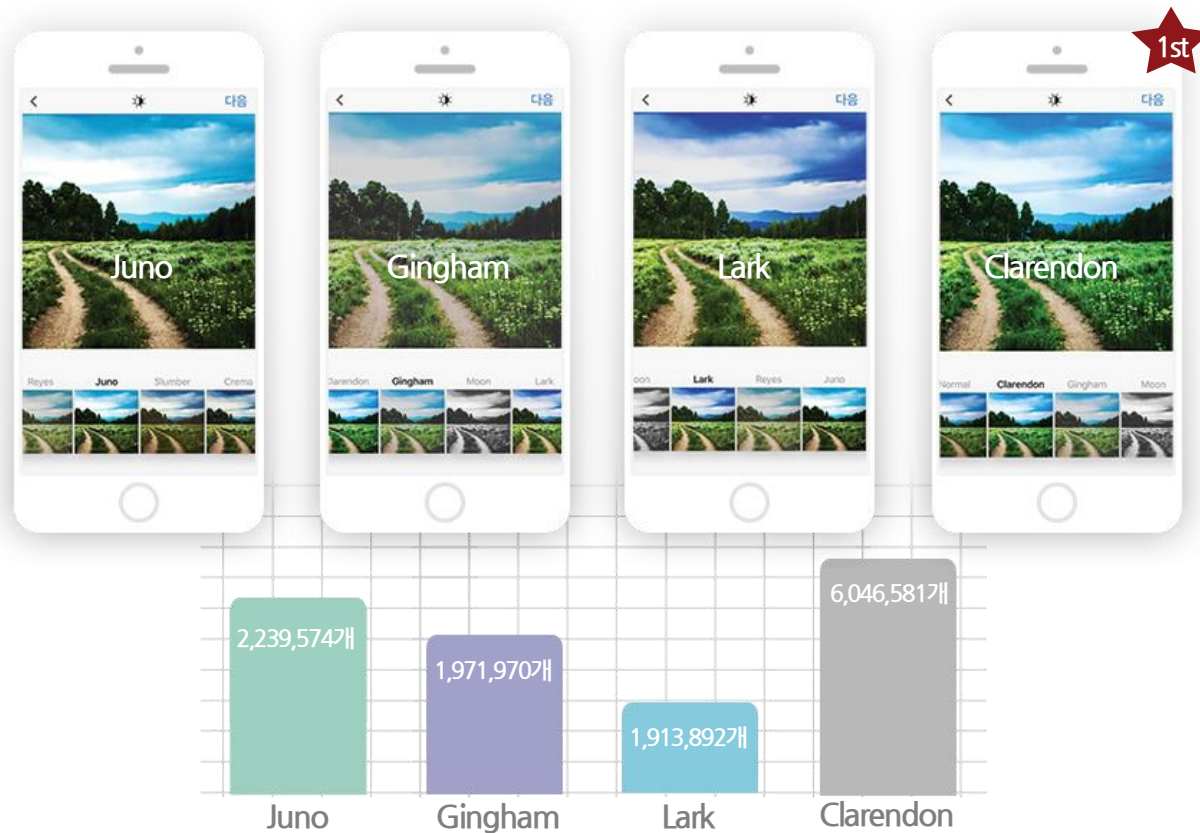 1st
다음
다음
다음
다음
Juno
Gingham
Lark
Clarendon
Reyes Juno Slumber Crema
Clarendon Gingham Moon Lark
oon Lark Reyes Juno
Normal Clarendon Gingham Moon
2,239,574개
1,971,970개
1,913,892개
6,046,581개
Juno
Gingham
Lark
Clarendon